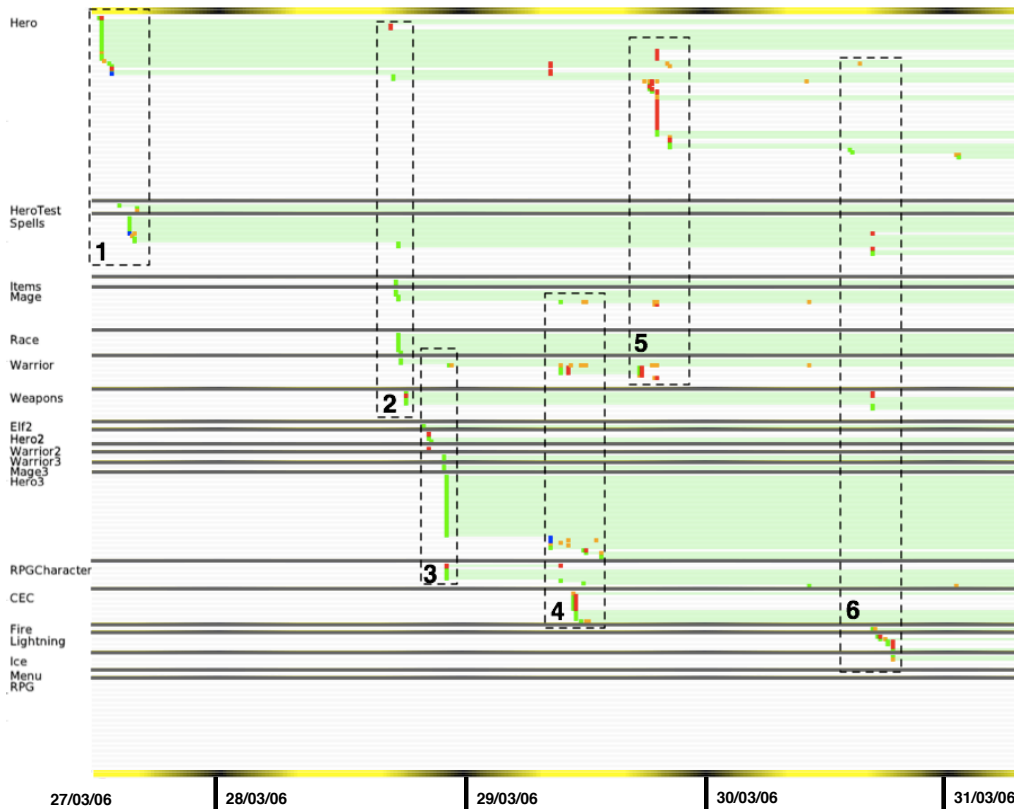 Hero
HeroTest
Spells
1
Items
Mage
Race
5
Warrior
Weapons
2
Elf2
Hero2
Warrior2
Warrior3
Mage3
Hero3
RPGCharacter
3
CEC
4
6
Fire
Lightning
Ice
Menu
RPG
27/03/06
28/03/06
29/03/06
30/03/06
31/03/06